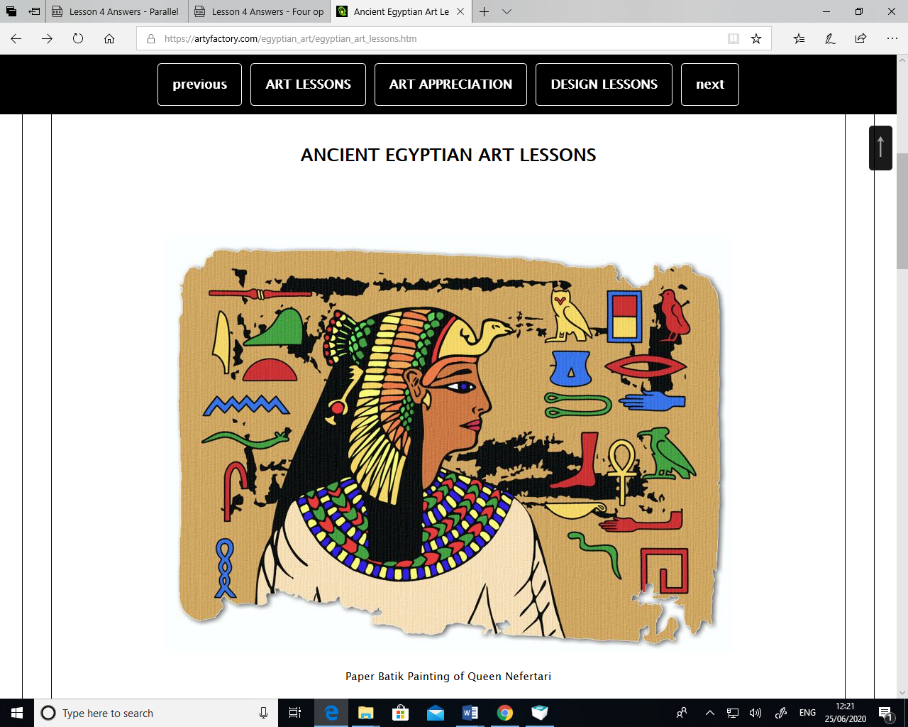 Lesson 4 Answers - Parallel
Lesson 4 Answers - Four op
Ancient Egyptian Art Le
https://artyfactory.com/egyptian_art/egyptian_art_lessons.htm
previous
ART LESSONS
ART APPRECIATION
DESIGN LESSONS
next
ANCIENT EGYPTIAN ART LESSONS
Paper Batik Painting of Queen Nefertari
Type here to search
ENG
12:21
25/06/2020
1